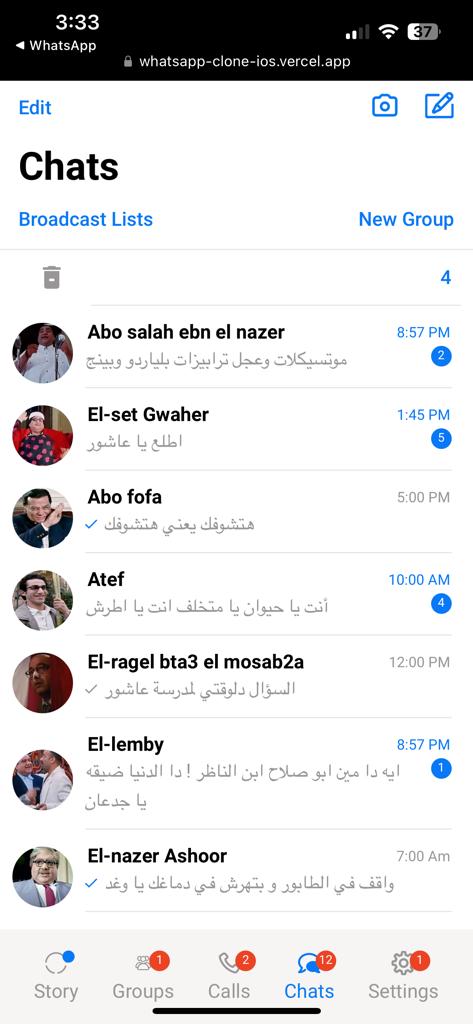 3:33
37
WhatsApp
whatsapp-clone-ios.vercel.app
Edit
Chats
Broadcast Lists
New Group
4
Abo salah ebn el nazer
8:57 PM
موتسيكلات وعجل ترابيزات بلياردو وبينج
2
El-set Gwaher
1:45 PM
اطلع يا عاشور
5
Abo fofa
5:00 PM
هتشوفك يعني هتشوفك
Atef
10:00 AM
أنت يا حيوان يا متخلف انت يا اطرش
4
El-ragel bta3 el mosab2a
12:00 PM
السؤال دلوقتي لمدرسة عاشور
El-lemby
8:57 PM
ايه دا مين ابو صلاح ابن الناظر ! دا الدنيا ضيقه
يا جدعان
1
El-nazer Ashoor
7:00 Am
واقف في الطابور و بتهرش في دماغك يا وغد
1
2
12
1
Story
Groups
Calls
Chats
Settings